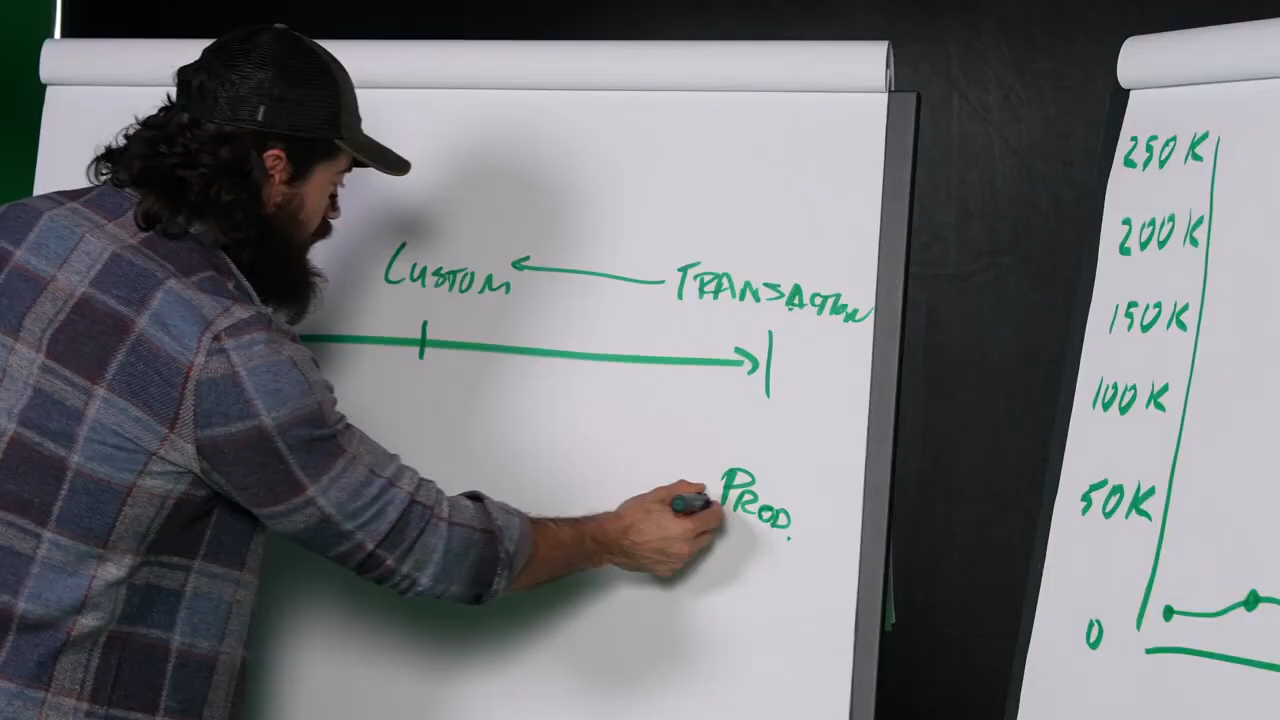 CUSTOM
TRANSACTION
PROD.
250K
200K
150K
100K
50K
0